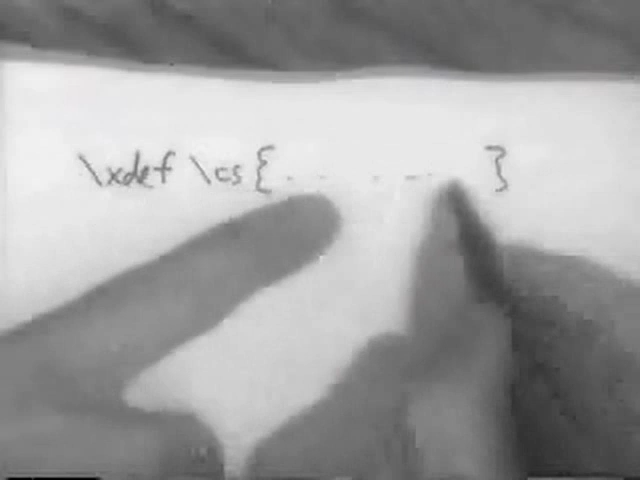 \xdef \cs{. . . . . }